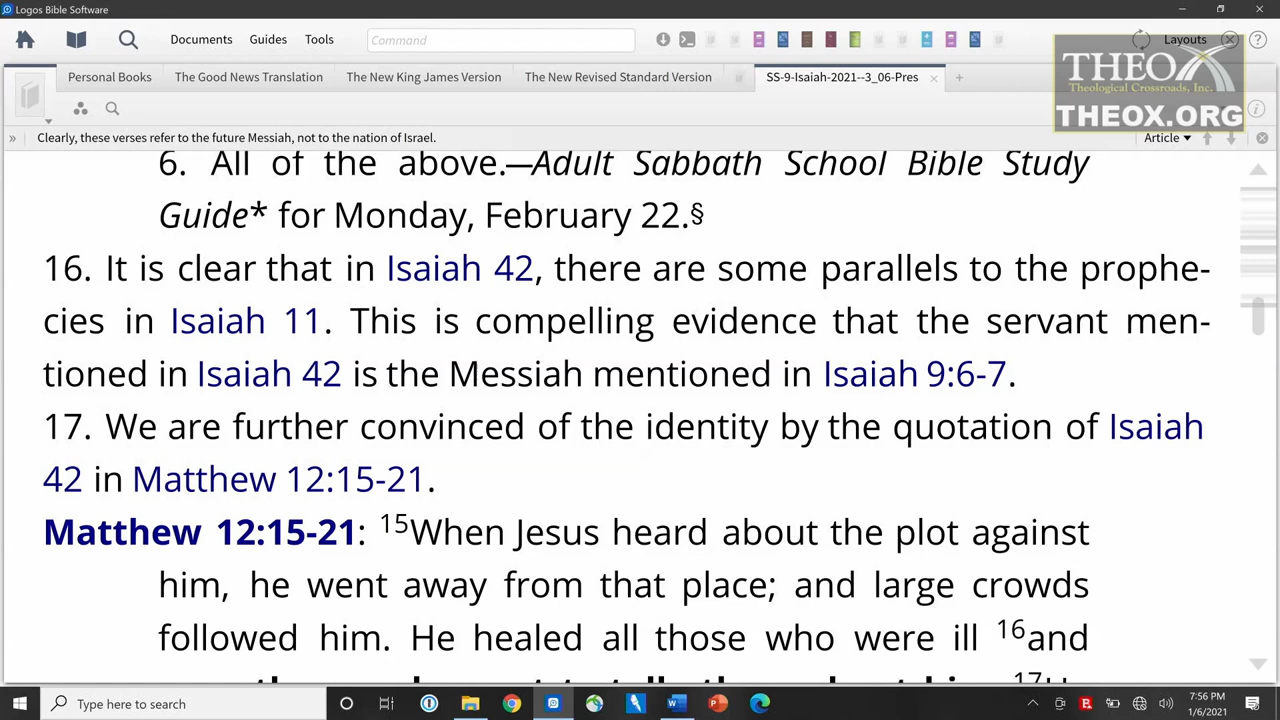 Logos Bible Software
Documents Guides Tools Command Layouts
THEOX
Theological Crossroads, Inc.
THEOX.ORG
Personal Books The Good News Translation The New King James Version The New Revised Standard Version SS-9-Isaiah-2021--3_06-Pres
Clearly, these verses refer to the future Messiah, not to the nation of Israel. Article
6. All of the above.—Adult Sabbath School Bible Study
Guide* for Monday, February 22.§
16. It is clear that in Isaiah 42, there are some parallels to the prophe-
cies in Isaiah 11. This is compelling evidence that the servant men-
tioned in Isaiah 42 is the Messiah mentioned in Isaiah 9:6-7.
17. We are further convinced of the identity by the quotation of Isaiah
42 in Matthew 12:15-21.
Matthew 12:15-21: 15When Jesus heard about the plot against
him, he went away from that place; and large crowds
followed him. He healed all those who were ill 16and
Type here to search
7:56 PM
1/6/2021